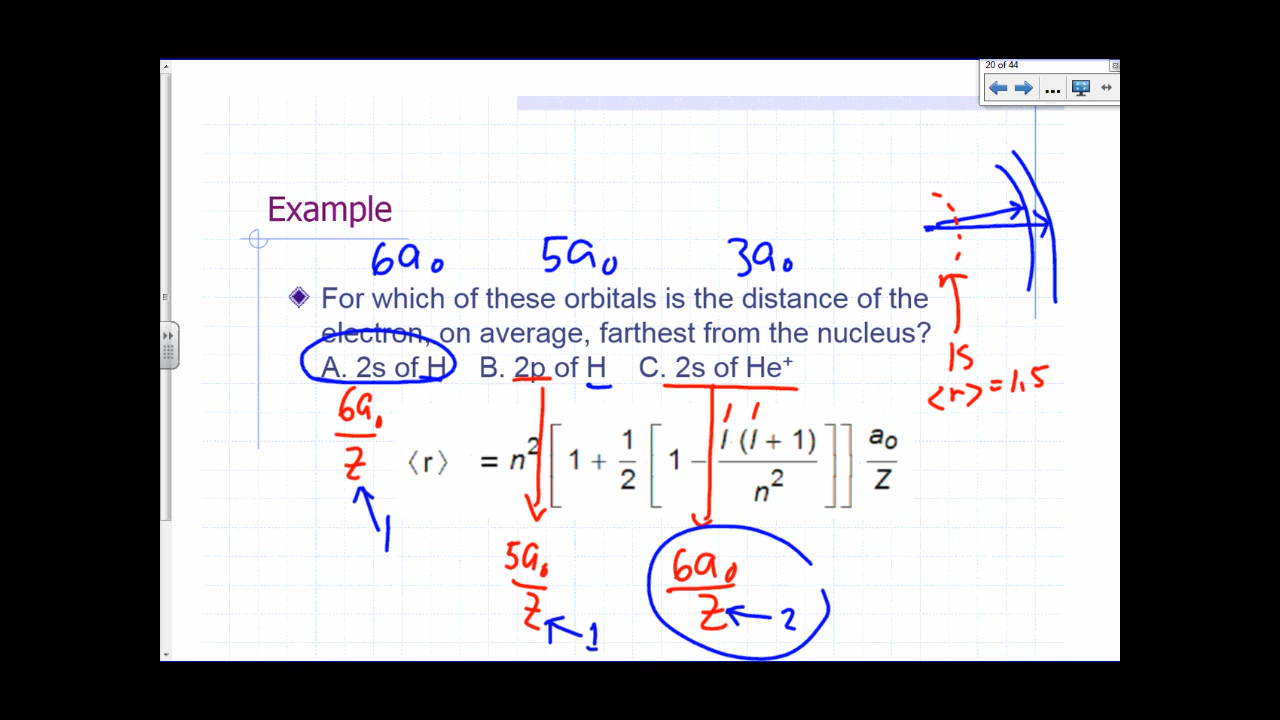 20 of 44
...
Example
6a₀ 5a₀ 3a₀
For which of these orbitals is the distance of the
electron, on average, farthest from the nucleus?
A. 2s of H B. 2p of H C. 2s of He⁺
1s
⟨r⟩ = 1.5
6a₀/Z
1
1 1
⟨r⟩ = n²[1 + 1/2[1 − l(l + 1)/n²]] a₀/Z
5a₀/Z
1
6a₀/Z
2